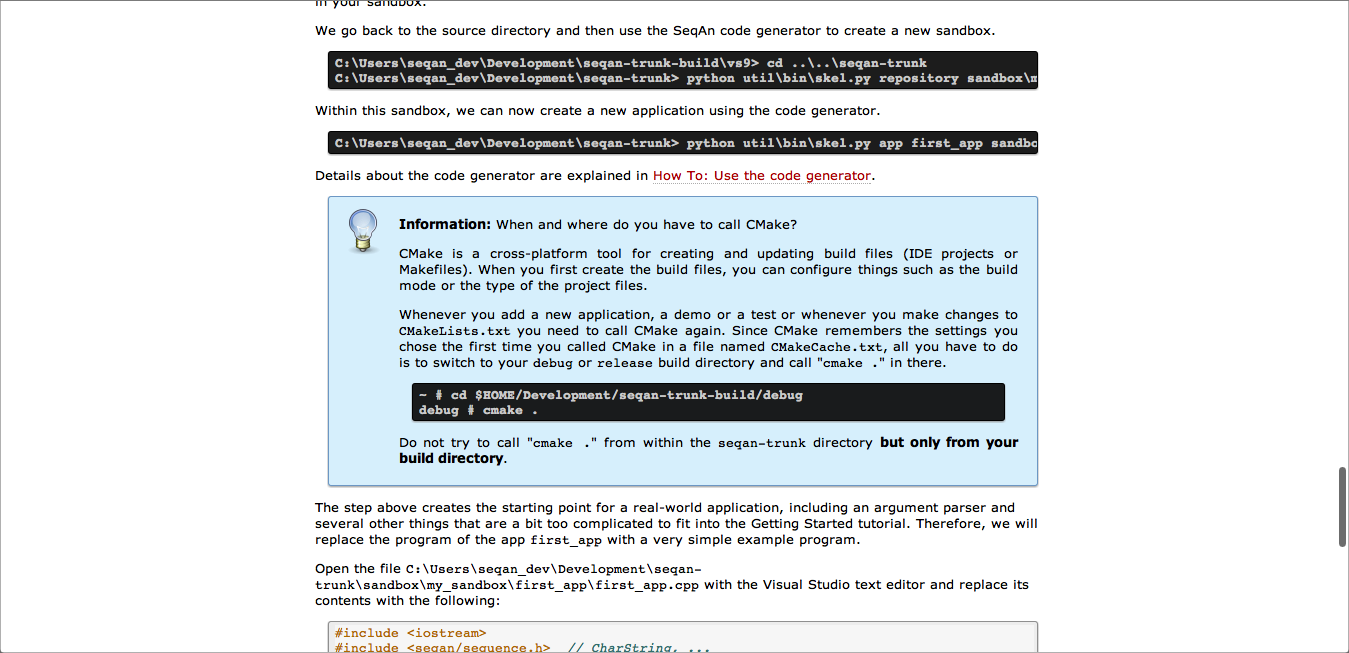 in your sandbox.
We go back to the source directory and then use the SeqAn code generator to create a new sandbox.
C:\Users\seqan_dev\Development\seqan-trunk-build\vs9> cd ..\..\seqan-trunk
C:\Users\seqan_dev\Development\seqan-trunk> python util\bin\skel.py repository sandbox\m
Within this sandbox, we can now create a new application using the code generator.
C:\Users\seqan_dev\Development\seqan-trunk> python util\bin\skel.py app first_app sandbo
Details about the code generator are explained in How To: Use the code generator.
Information: When and where do you have to call CMake?
CMake is a cross-platform tool for creating and updating build files (IDE projects or
Makefiles). When you first create the build files, you can configure things such as the build
mode or the type of the project files.
Whenever you add a new application, a demo or a test or whenever you make changes to
CMakeLists.txt you need to call CMake again. Since CMake remembers the settings you
chose the first time you called CMake in a file named CMakeCache.txt, all you have to do
is to switch to your debug or release build directory and call "cmake ." in there.
~ # cd $HOME/Development/seqan-trunk-build/debug
debug # cmake .
Do not try to call "cmake ." from within the seqan-trunk directory but only from your
build directory.
The step above creates the starting point for a real-world application, including an argument parser and
several other things that are a bit too complicated to fit into the Getting Started tutorial. Therefore, we will
replace the program of the app first_app with a very simple example program.
Open the file C:\Users\seqan_dev\Development\seqan-
trunk\sandbox\my_sandbox\first_app\first_app.cpp with the Visual Studio text editor and replace its
contents with the following:
#include <iostream>
#include <seqan/sequence.h>  // CharString, ...